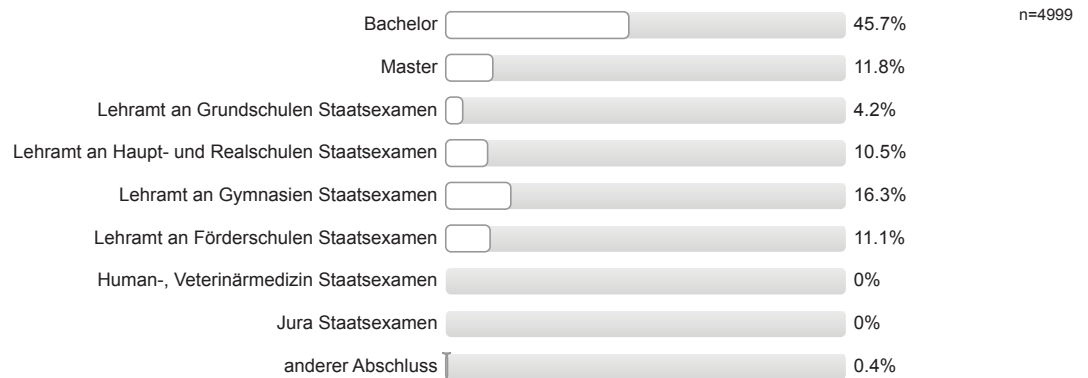 Bachelor 45.7% n=4999
Master 11.8%
Lehramt an Grundschulen Staatsexamen 4.2%
Lehramt an Haupt- und Realschulen Staatsexamen 10.5%
Lehramt an Gymnasien Staatsexamen 16.3%
Lehramt an Förderschulen Staatsexamen 11.1%
Human-, Veterinärmedizin Staatsexamen 0%
Jura Staatsexamen 0%
anderer Abschluss 0.4%